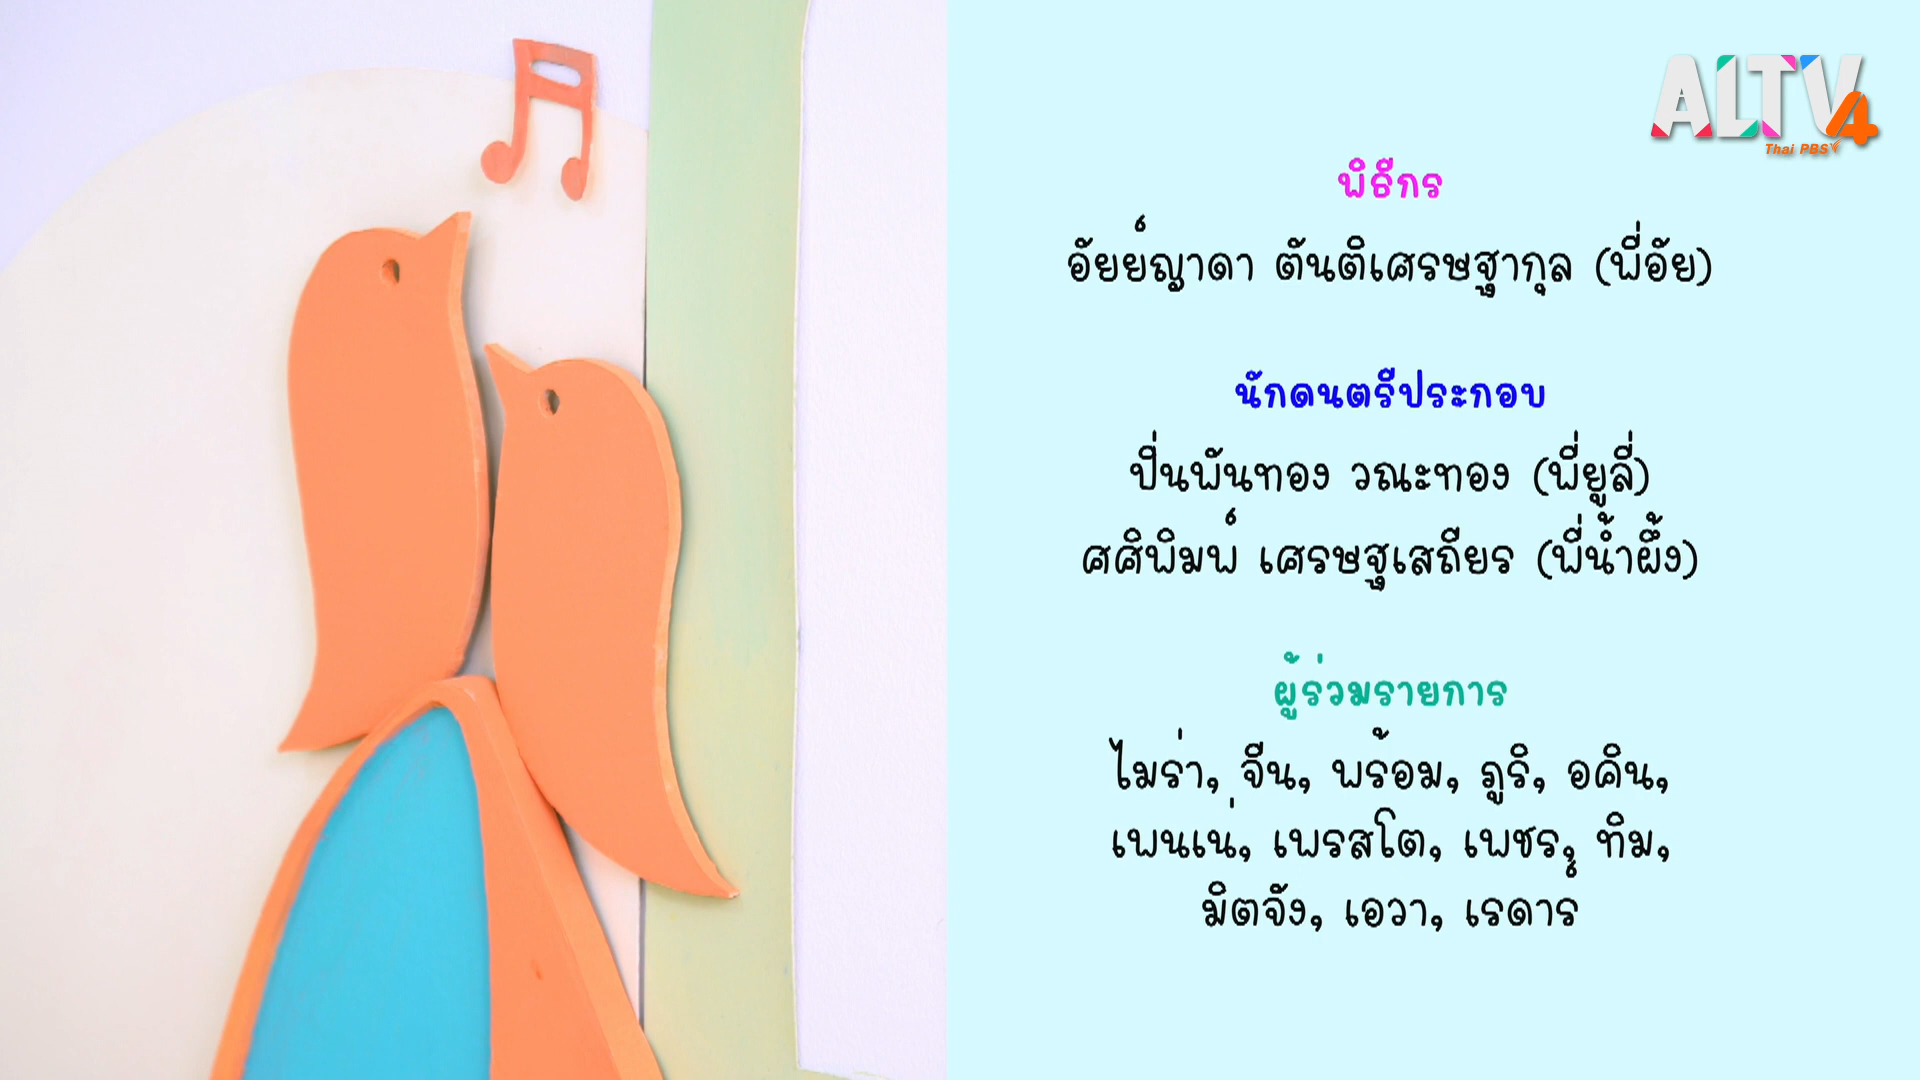 ALTV4
Thai PBS
พิธีกร
อัยย์ญาดา ตันติเศรษฐากุล (พี่อัย)
นักดนตรีประกอบ
ปิ่นพันทอง วณะทอง (พี่ยูลี่)
ศศิพิมพ์ เศรษฐเสถียร (พี่น้ำผึ้ง)
ผู้ร่วมรายการ
ไมร่า, จีน, พร้อม, ภูริ, อคิน,
เพนเน่, เพรสโต, เพชร, ทิม,
มิตจัง, เอวา, เรดาร์